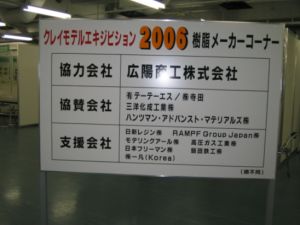 クレイモデルエキジビション 2006 樹脂メーカーコーナー
協力会社 広陽商工株式会社
協賛会社 有)テーテーエス／㈱寺田
三洋化成工業㈱
ハンツマン・アドバンスト・マテリアルズ㈱
支援会社 日新レジン㈱ RAMPF Group Japan㈱
モデリングアール㈱ 高圧ガス工業㈱
日本フリーマン㈱ 飯田鉄工㈱
㈱一凡(Korea)
(順不同)